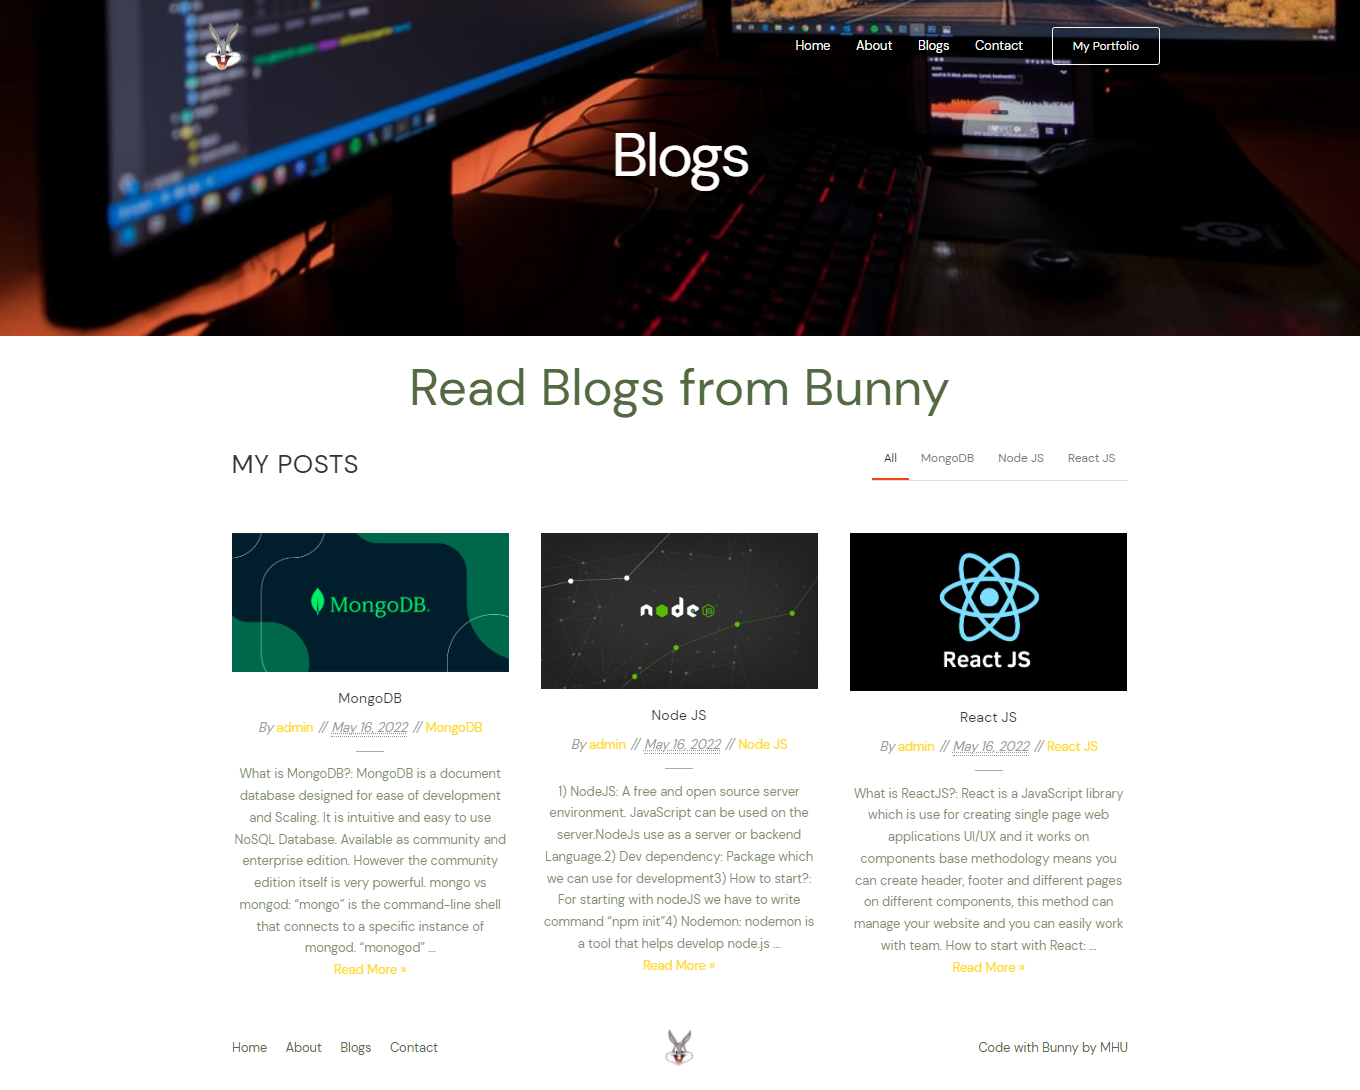 Home About Blogs Contact My Portfolio
Blogs
Read Blogs from Bunny
MY POSTS
All MongoDB Node JS React JS
MongoDB.
MongoDB
By admin // May 16, 2022 // MongoDB
What is MongoDB?: MongoDB is a document
database designed for ease of development
and Scaling. It is intuitive and easy to use
NoSQL Database. Available as community and
enterprise edition. However the community
edition itself is very powerful. mongo vs
mongod: “mongo” is the command-line shell
that connects to a specific instance of
mongod. “monogod” ...
Read More »
node JS
Node JS
By admin // May 16, 2022 // Node JS
1) NodeJS: A free and open source server
environment. JavaScript can be used on the
server.NodeJs use as a server or backend
Language.2) Dev dependency: Package which
we can use for development3) How to start?:
For starting with nodeJS we have to write
command “npm init”4) Nodemon: nodemon is
a tool that helps develop node.js ...
Read More »
React JS
React JS
By admin // May 16, 2022 // React JS
What is ReactJS?: React is a JavaScript library
which is use for creating single page web
applications UI/UX and it works on
components base methodology means you
can create header, footer and different pages
on different components, this method can
manage your website and you can easily work
with team. How to start with React: ...
Read More »
Home About Blogs Contact
Code with Bunny by MHU